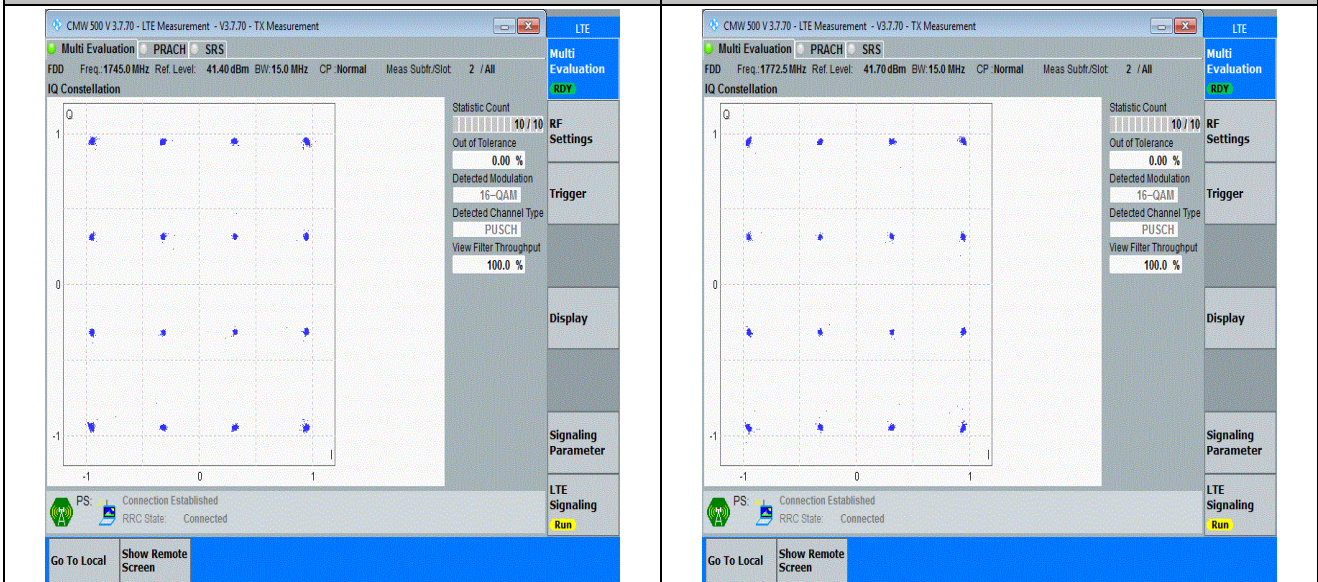 CMW 500 V 3.7.70 - LTE Measurement - V3.7.70 - TX Measurement
LTE
Multi Evaluation PRACH SRS
Multi
Evaluation
RDY
FDD Freq.:1745.0 MHz Ref. Level: 41.40 dBm BW:15.0 MHz CP :Normal Meas Subfr./Slot: 2 / All
IQ Constellation
Q
1
0
-1
-1 0 1
I
Statistic Count
10 / 10
Out of Tolerance
0.00 %
Detected Modulation
16-QAM
Detected Channel Type
PUSCH
View Filter Throughput
100.0 %
RF
Settings
Trigger
Display
Signaling
Parameter
LTE
Signaling
Run
PS: Connection Established
RRC State: Connected
Go To Local
Show Remote
Screen
CMW 500 V 3.7.70 - LTE Measurement - V3.7.70 - TX Measurement
LTE
Multi Evaluation PRACH SRS
Multi
Evaluation
RDY
FDD Freq.:1772.5 MHz Ref. Level: 41.70 dBm BW:15.0 MHz CP :Normal Meas Subfr./Slot: 2 / All
IQ Constellation
Q
1
0
-1
-1 0 1
I
Statistic Count
10 / 10
Out of Tolerance
0.00 %
Detected Modulation
16-QAM
Detected Channel Type
PUSCH
View Filter Throughput
100.0 %
RF
Settings
Trigger
Display
Signaling
Parameter
LTE
Signaling
Run
PS: Connection Established
RRC State: Connected
Go To Local
Show Remote
Screen